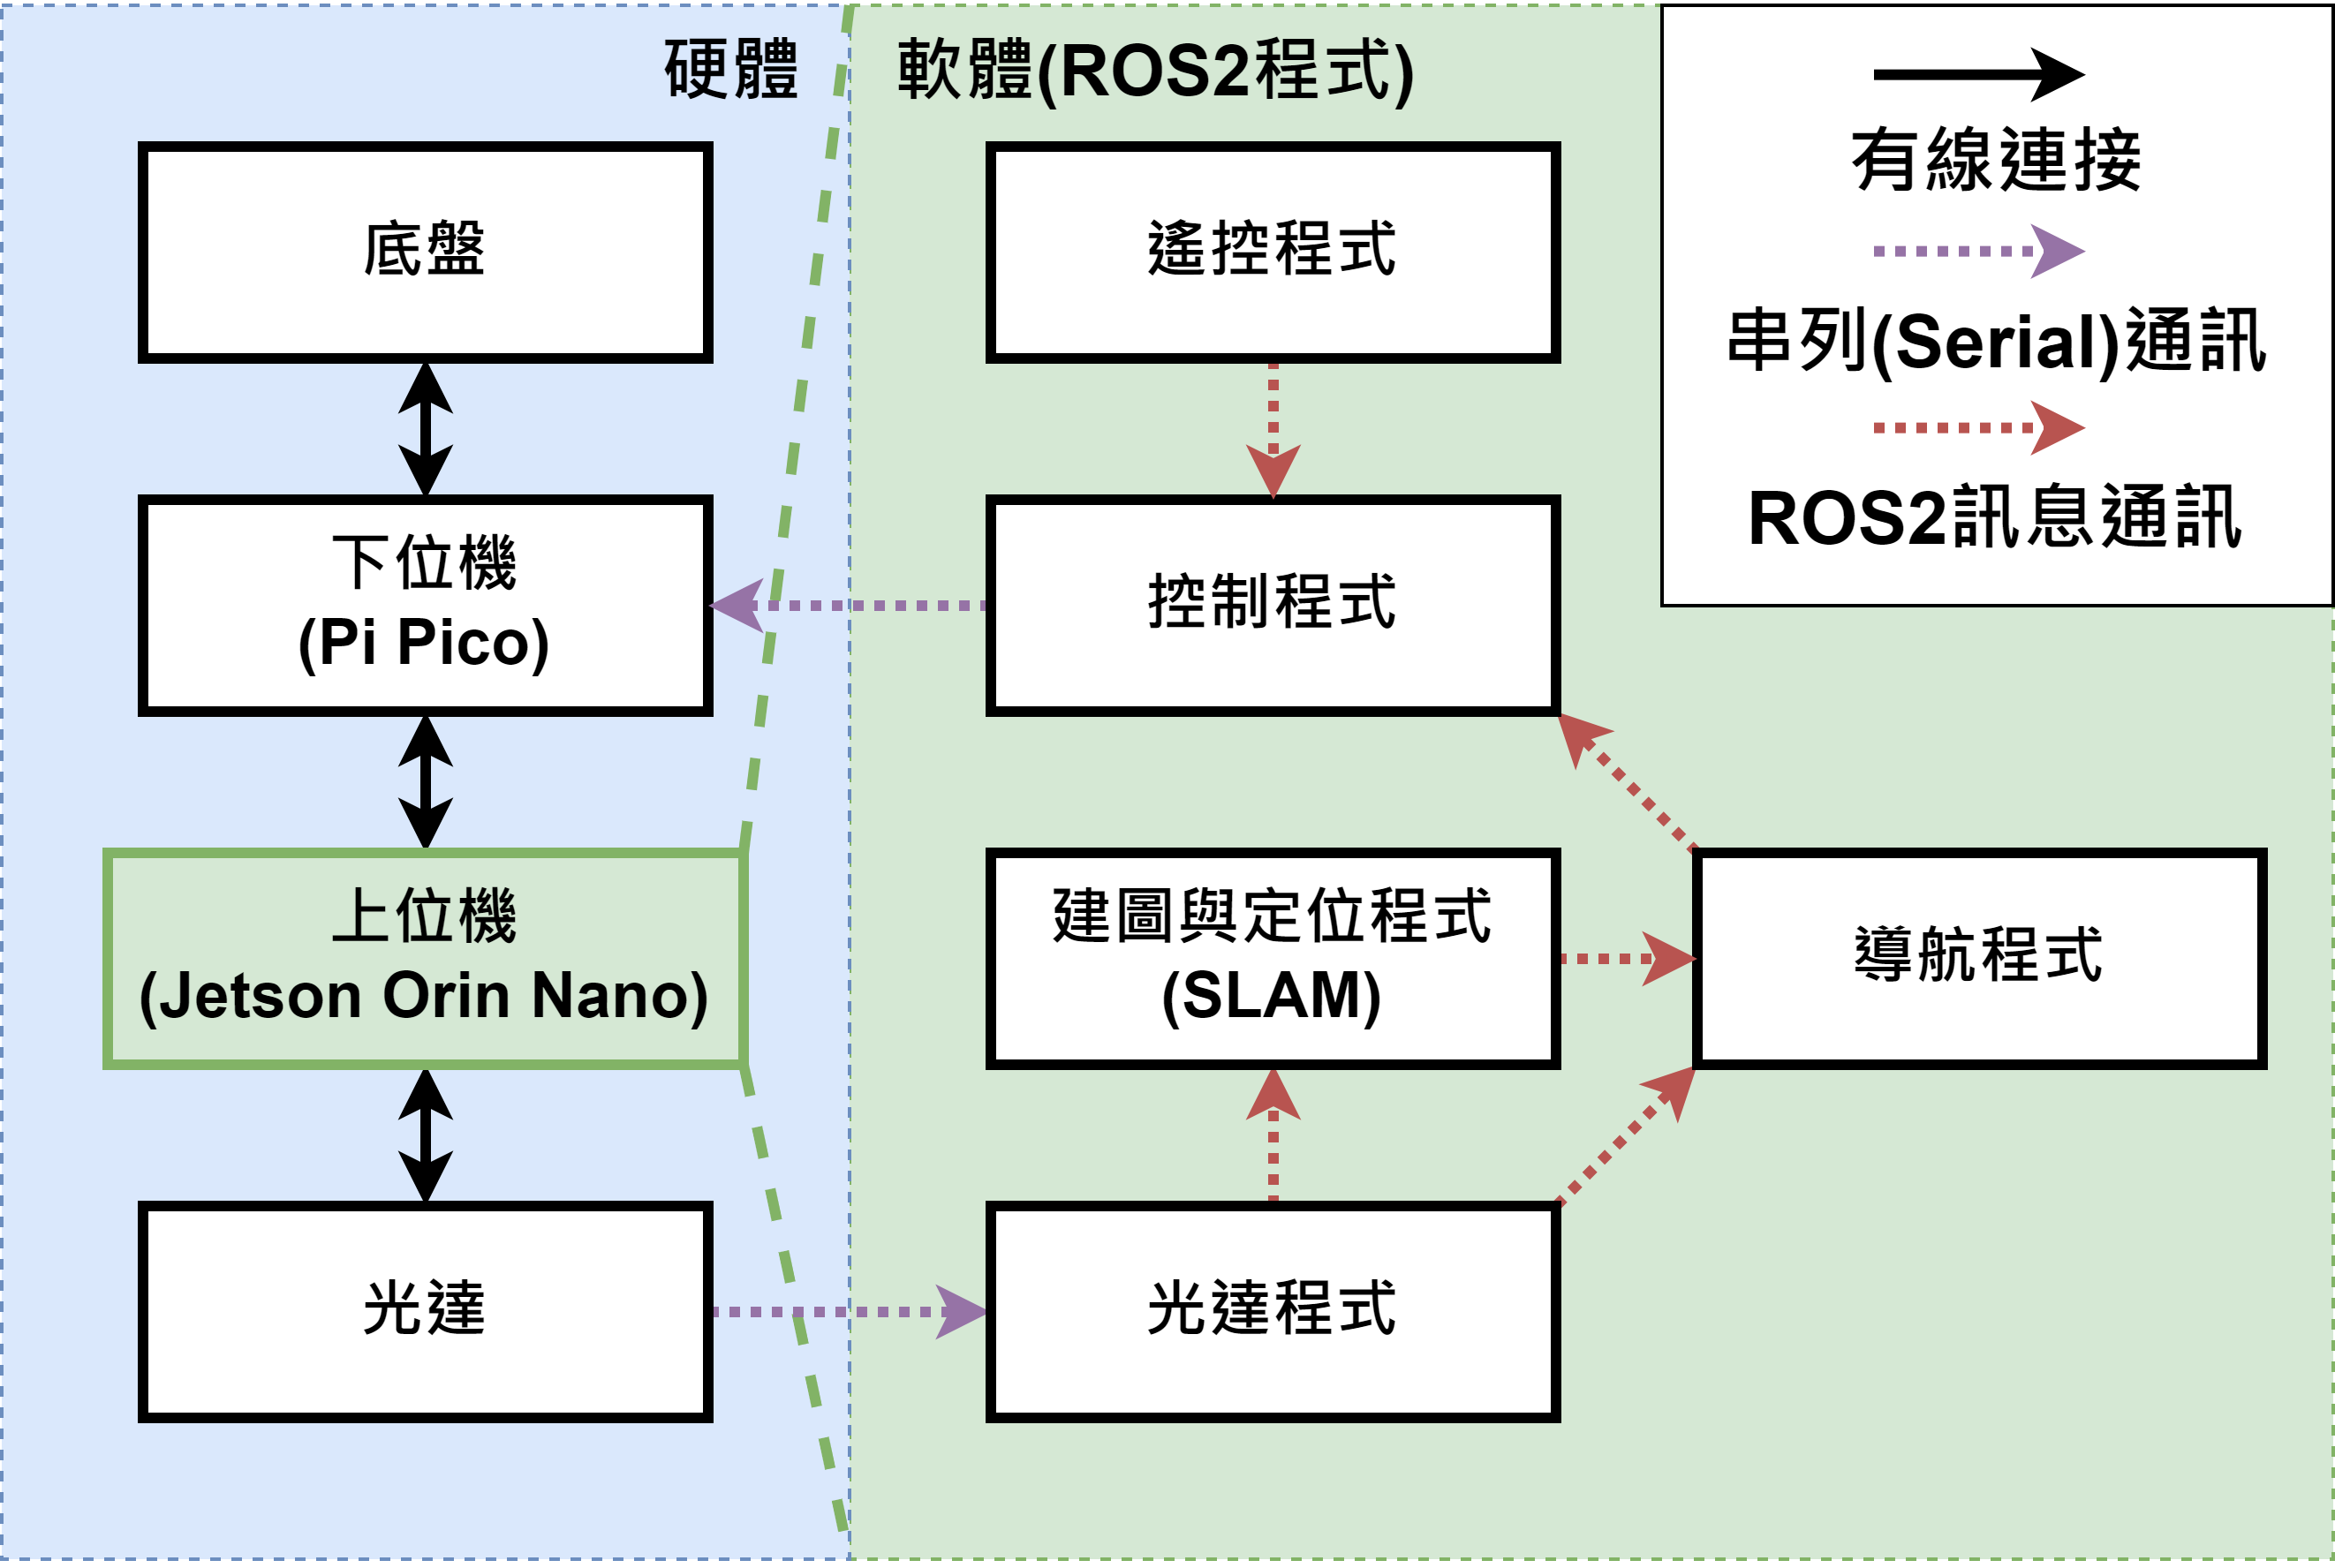 硬體
底盤
下位機
(Pi Pico)
上位機
(Jetson Orin Nano)
光達
軟體(ROS2程式)
遙控程式
控制程式
建圖與定位程式
(SLAM)
導航程式
光達程式
有線連接
串列(Serial)通訊
ROS2訊息通訊